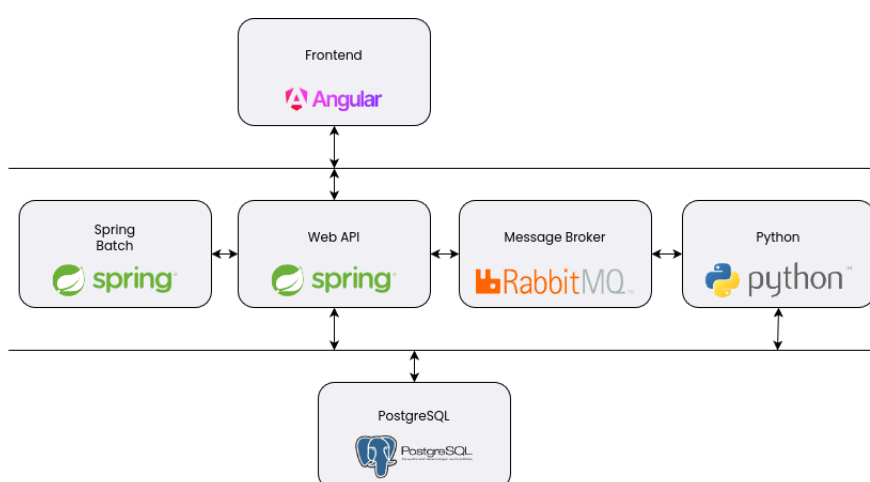 Frontend
Angular
Spring
Batch
spring
Web API
spring
Message Broker
RabbitMQ
Python
python
PostgreSQL
PostgreSQL